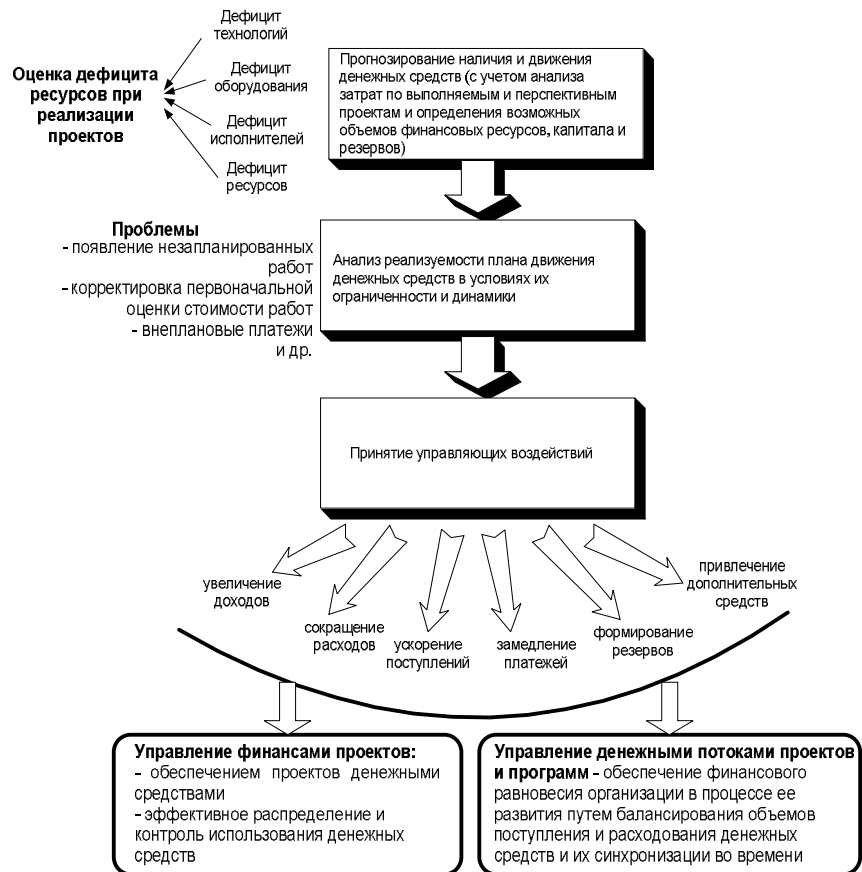 Дефицит
технологий
Оценка дефицита
ресурсов при
реализации
проектов
Дефицит
оборудования
Дефицит
исполнителей
Дефицит
ресурсов
Прогнозирование наличия и движения
денежных средств (с учетом анализа
затрат по выполняемым и перспективным
проектам и определения возможных
объемов финансовых ресурсов, капитала и
резервов)
Проблемы
- появление незапланированных
работ
- корректировка первоначальной
оценки стоимости работ
- внеплановые платежи
и др.
Анализ реализуемости плана движения
денежных средств в условиях их
ограниченности и динамики
Принятие управляющих воздействий
увеличение
доходов
сокращение
расходов
ускорение
поступлений
замедление
платежей
формирование
резервов
привлечение
дополнительных
средств
Управление финансами проектов:
- обеспечением проектов денежными
средствами
- эффективное распределение и
контроль использования денежных
средств
Управление денежными потоками проектов
и программ - обеспечение финансового
равновесия организации в процессе ее
развития путем балансирования объемов
поступления и расходования денежных
средств и их синхронизации во времени